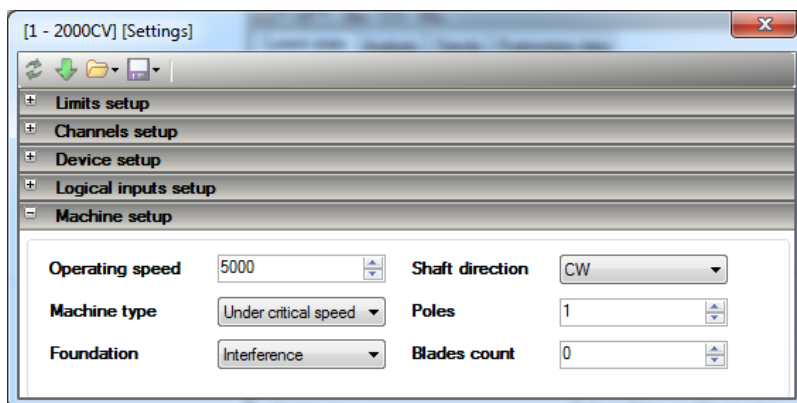 [1 - 2000CV] [Settings]
Limits setup
Channels setup
Device setup
Logical inputs setup
Machine setup
Operating speed 5000 Shaft direction CW
Machine type Under critical speed Poles 1
Foundation Interference Blades count 0